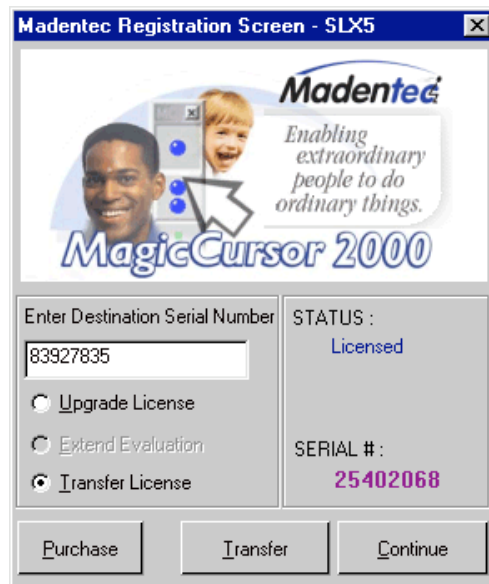 Madentec Registration Screen - SLX5
Madentec
Enabling
extraordinary
people to do
ordinary things.
MagicCursor 2000
Enter Destination Serial Number
83927835
Upgrade License
Extend Evaluation
Transfer License
STATUS :
Licensed
SERIAL # :
25402068
Purchase
Transfer
Continue